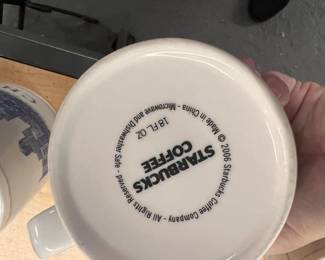 STARBUCKS
COFFEE
18 FL. OZ
© 2006 Starbucks Coffee Company - All Rights Reserved - Microwave and Dishwasher Safe - Made in China -